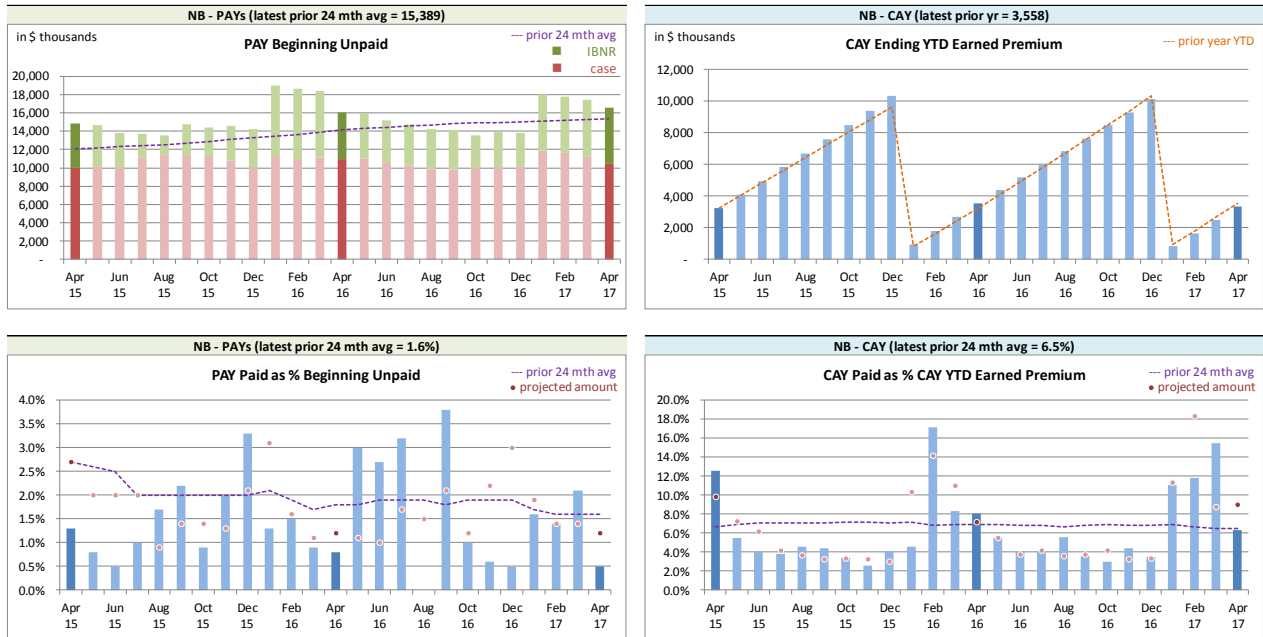 NB - PAYs (latest prior 24 mth avg = 15,389)
in $ thousands
PAY Beginning Unpaid
--- prior 24 mth avg
IBNR
case
20,000
18,000
16,000
14,000
12,000
10,000
8,000
6,000
4,000
2,000
-
Apr Jun Aug Oct Dec Feb Apr Jun Aug Oct Dec Feb Apr
15 15 15 15 15 16 16 16 16 16 16 17 17
NB - CAY (latest prior yr = 3,558)
in $ thousands
CAY Ending YTD Earned Premium
--- prior year YTD
12,000
10,000
8,000
6,000
4,000
2,000
-
Apr Jun Aug Oct Dec Feb Apr Jun Aug Oct Dec Feb Apr
15 15 15 15 15 16 16 16 16 16 16 17 17
NB - PAYs (latest prior 24 mth avg = 1.6%)
PAY Paid as % Beginning Unpaid
--- prior 24 mth avg
projected amount
4.0%
3.5%
3.0%
2.5%
2.0%
1.5%
1.0%
0.5%
0.0%
Apr Jun Aug Oct Dec Feb Apr Jun Aug Oct Dec Feb Apr
15 15 15 15 15 16 16 16 16 16 16 17 17
NB - CAY (latest prior 24 mth avg = 6.5%)
CAY Paid as % CAY YTD Earned Premium
--- prior 24 mth avg
projected amount
20.0%
18.0%
16.0%
14.0%
12.0%
10.0%
8.0%
6.0%
4.0%
2.0%
0.0%
Apr Jun Aug Oct Dec Feb Apr Jun Aug Oct Dec Feb Apr
15 15 15 15 15 16 16 16 16 16 16 17 17